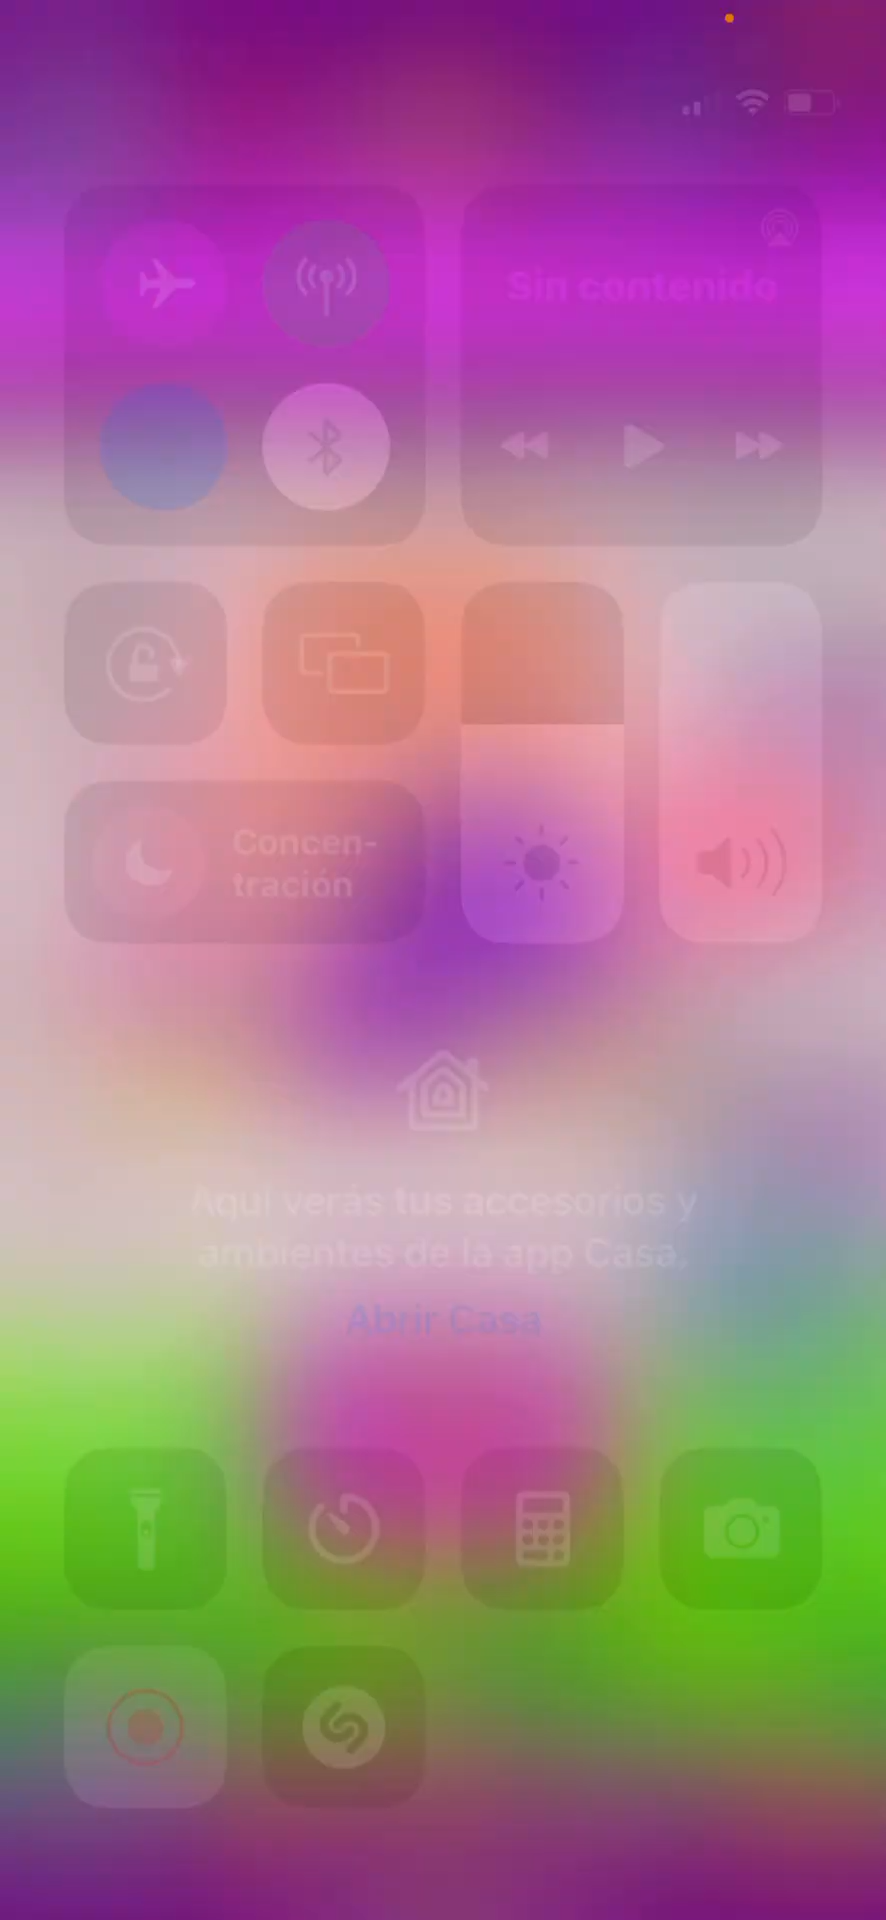 Sin contenido
Concen-
tración
Aquí verás tus accesorios y
ambientes de la app Casa.
Abrir Casa